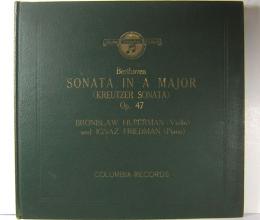 Beethoven
SONATA IN A MAJOR
(KREUTZER SONATA)
Op. 47
BRONISLAW HUBERMAN (Violin)
and IGNAZ FRIEDMAN (Piano)
COLUMBIA RECORDS